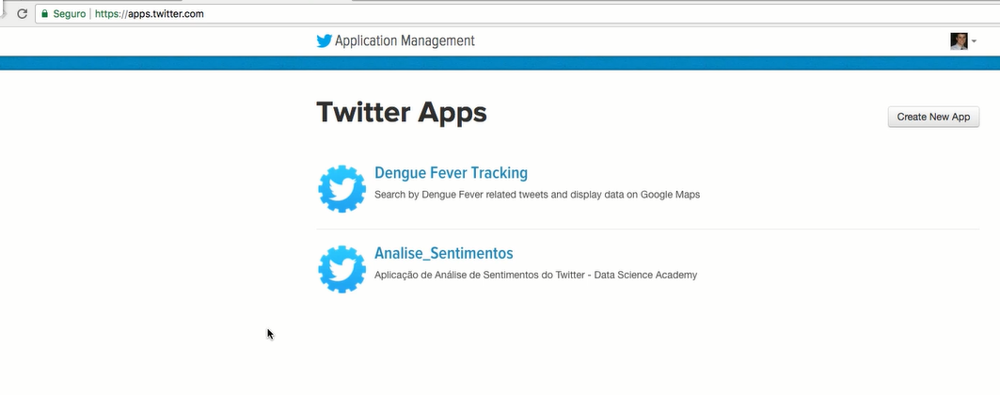 Seguro | https://apps.twitter.com
Application Management
Twitter Apps
Create New App
Dengue Fever Tracking
Search by Dengue Fever related tweets and display data on Google Maps
Analise_Sentimentos
Aplicação de Análise de Sentimentos do Twitter - Data Science Academy